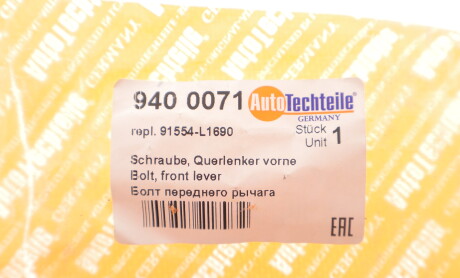 940 0071 AutoTechteile®
GERMANY
repl. 91554-L1690
Stück
Unit 1
Schraube, Querlenker vorne
Bolt, front lever
Болт переднего рычага
EAC